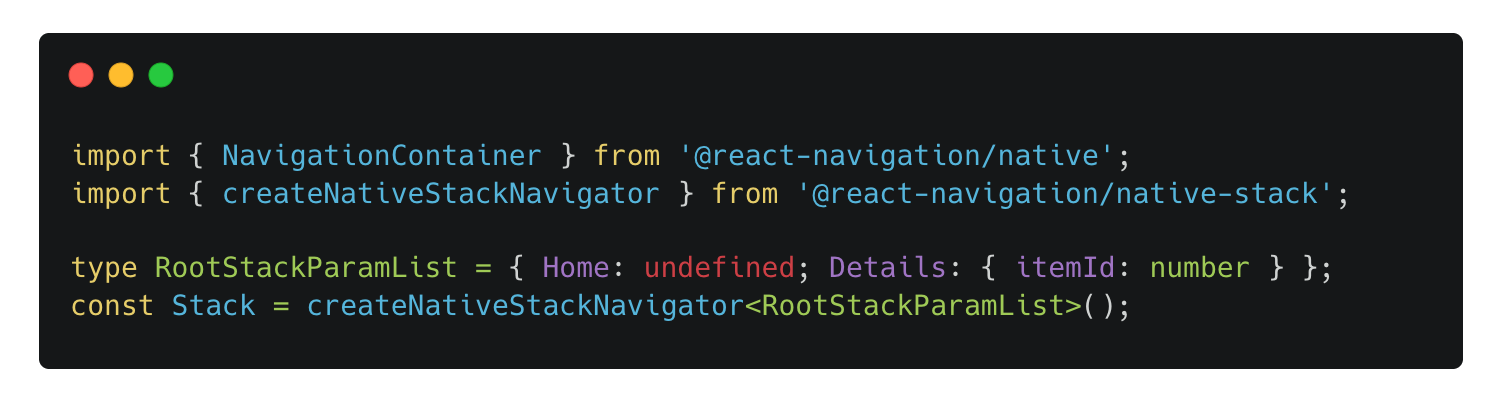 import { NavigationContainer } from '@react-navigation/native';
import { createNativeStackNavigator } from '@react-navigation/native-stack';
type RootStackParamList = { Home: undefined; Details: { itemId: number } };
const Stack = createNativeStackNavigator<RootStackParamList>();